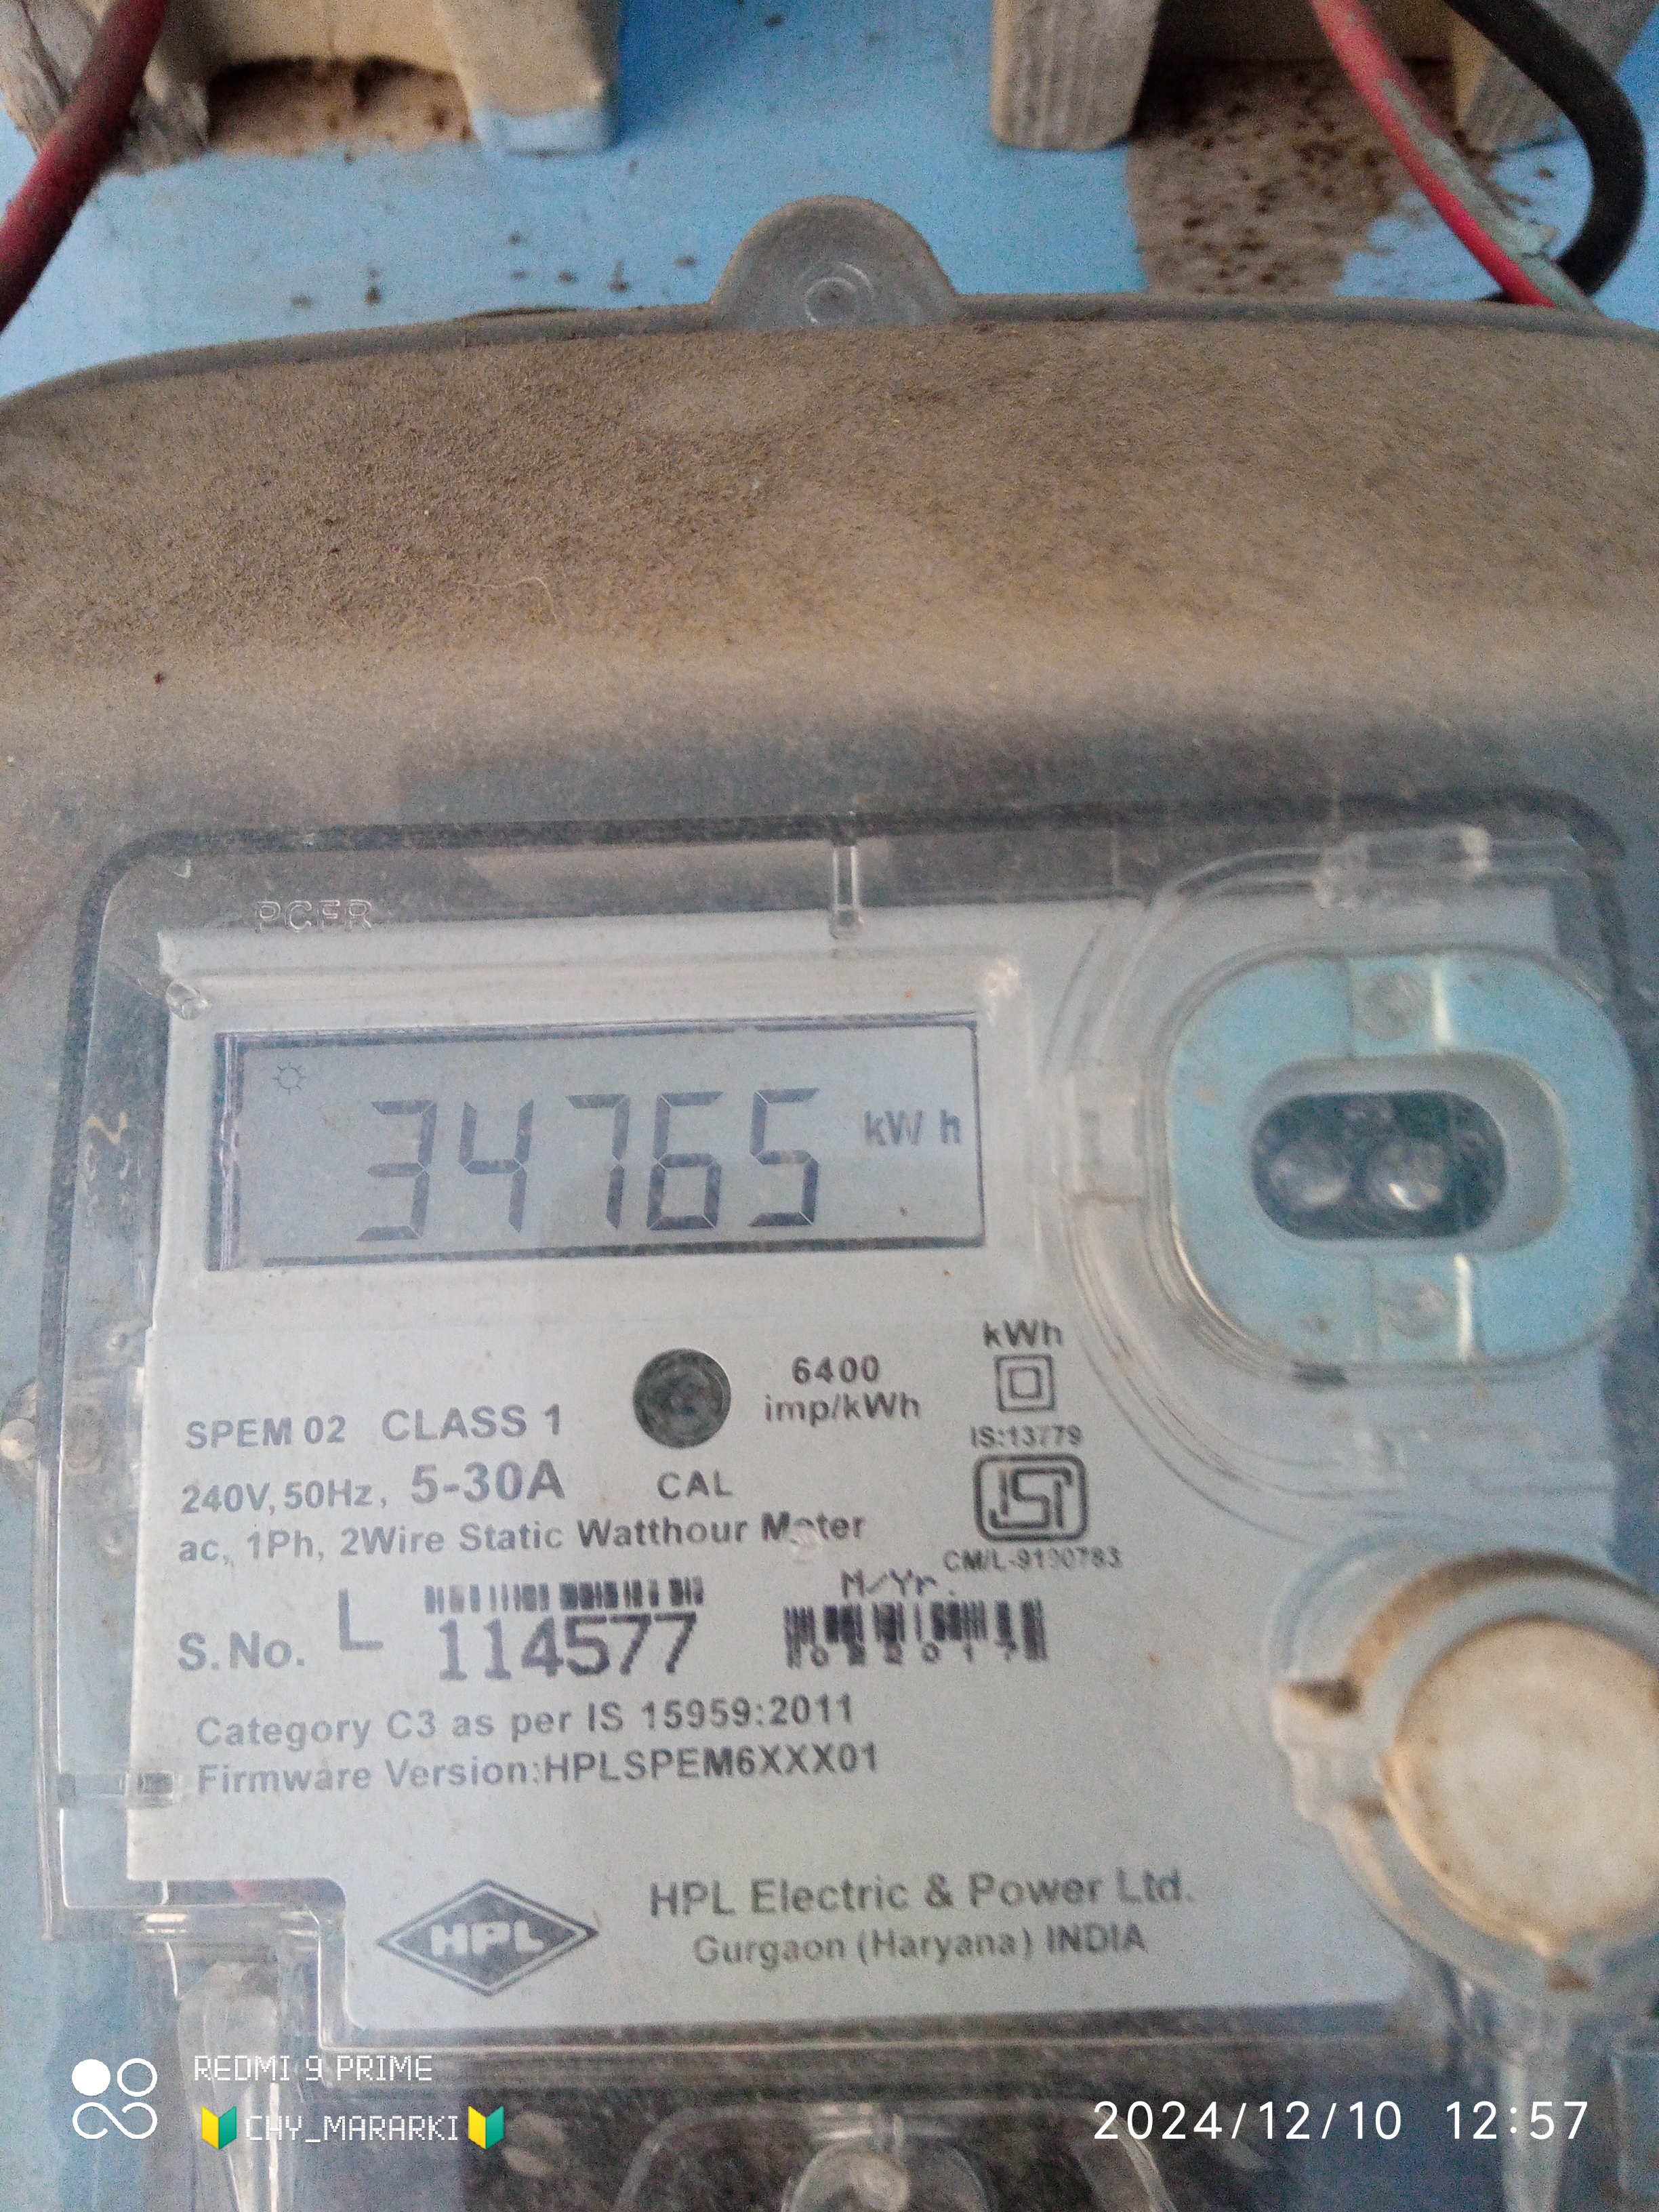 PCFR
34765 kWh
kWh
6400
imp/kWh
SPEM 02 CLASS 1
IS:13779
240V, 50Hz, 5-30A
CAL
ISI
ac, 1Ph, 2Wire Static Watthour Meter
M/Yr.
S.No. L 114577
Category C3 as per IS 15959:2011
Firmware Version:HPLSPEM6XXX01
HPL
HPL Electric & Power Ltd.
Gurgaon (Haryana) INDIA
REDMI 9 PRIME
CHY_MARARKI
2024/12/10 12:57